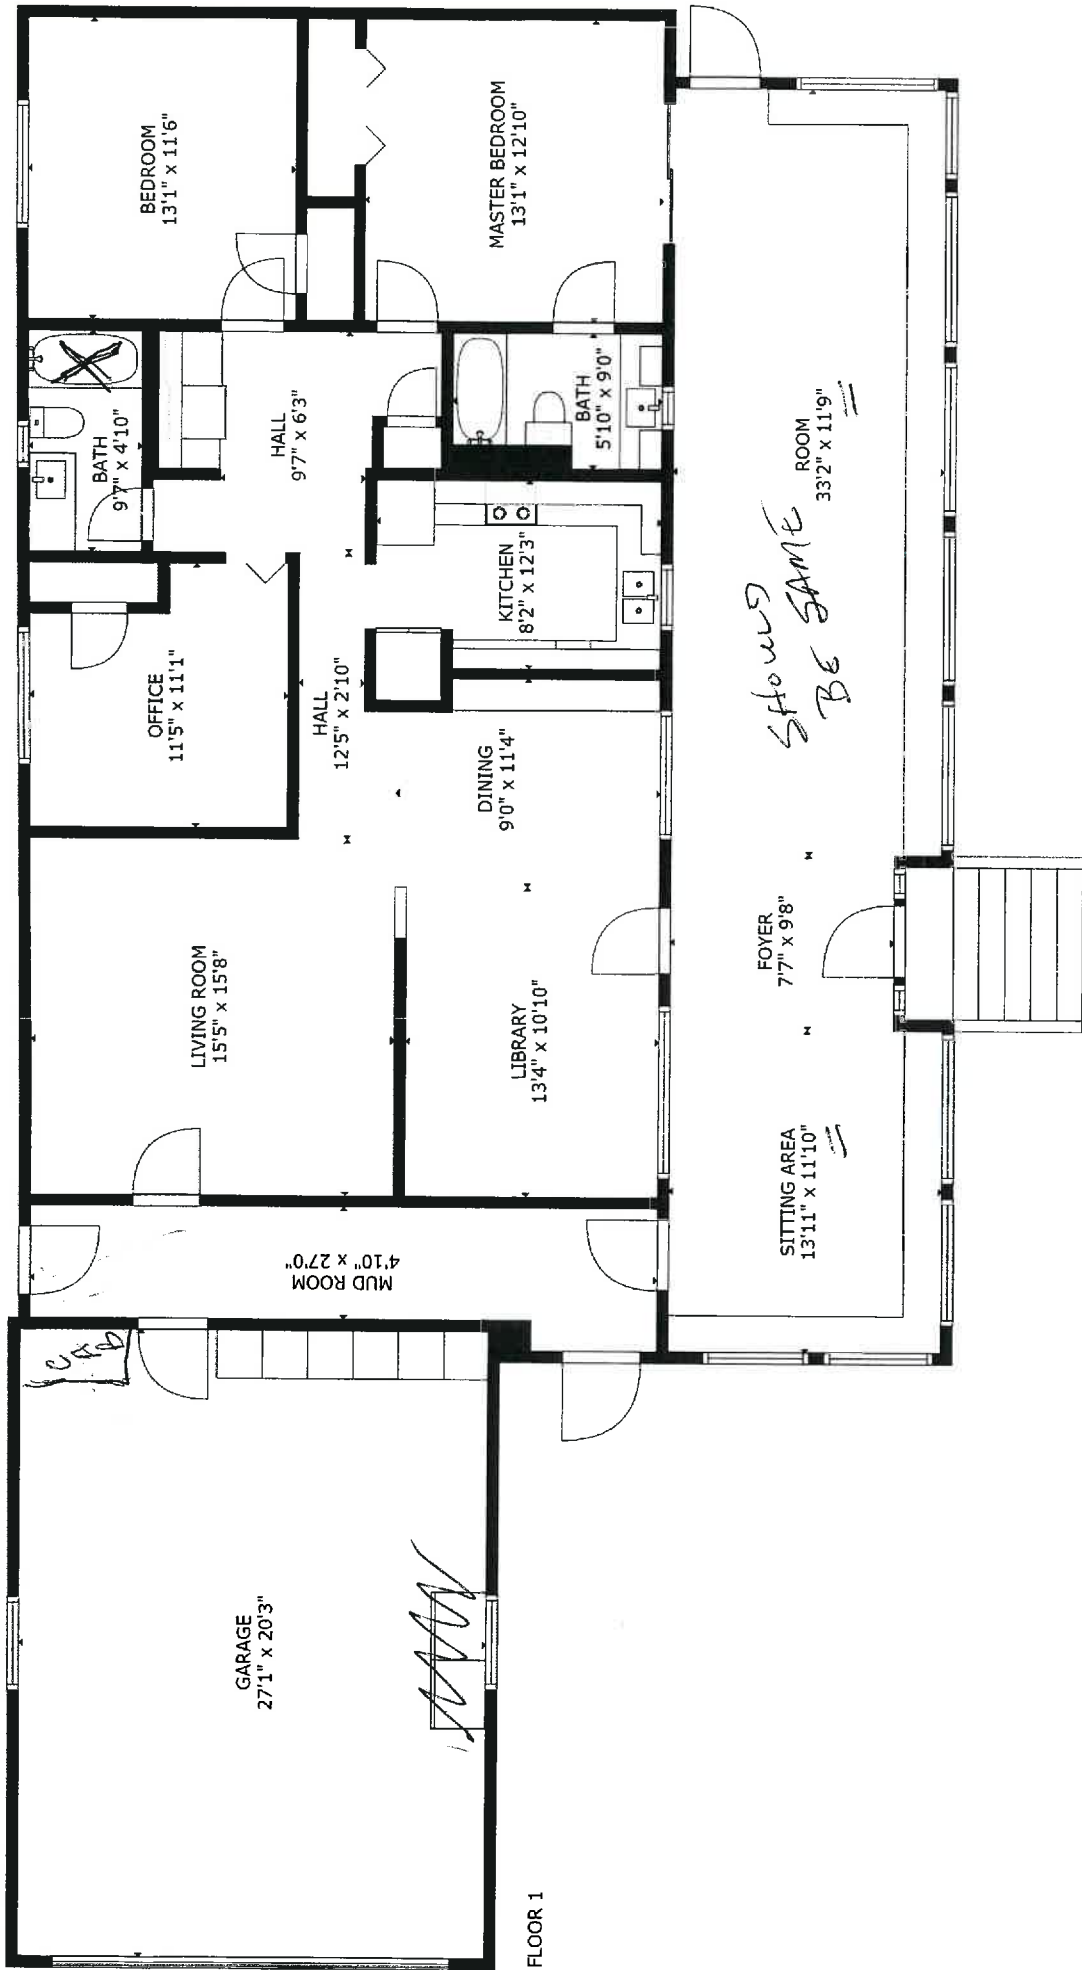 BEDROOM
13'1" x 11'6"
MASTER BEDROOM
13'1" x 12'10"
BATH
9'7" x 4'10"
HALL
9'7" x 6'3"
BATH
5'10" x 9'0"
KITCHEN
8'2" x 12'3"
OFFICE
11'5" x 11'1"
HALL
12'5" x 2'10"
DINING
9'0" x 11'4"
LIVING ROOM
15'5" x 15'8"
LIBRARY
13'4" x 10'10"
ROOM
33'2" x 11'9"
SHOULD
BE SAME
FOYER
7'7" x 9'8"
SITTING AREA
13'11" x 11'10"
MUD ROOM
4'10" x 27'0"
CAB
GARAGE
27'1" x 20'3"
FLOOR 1